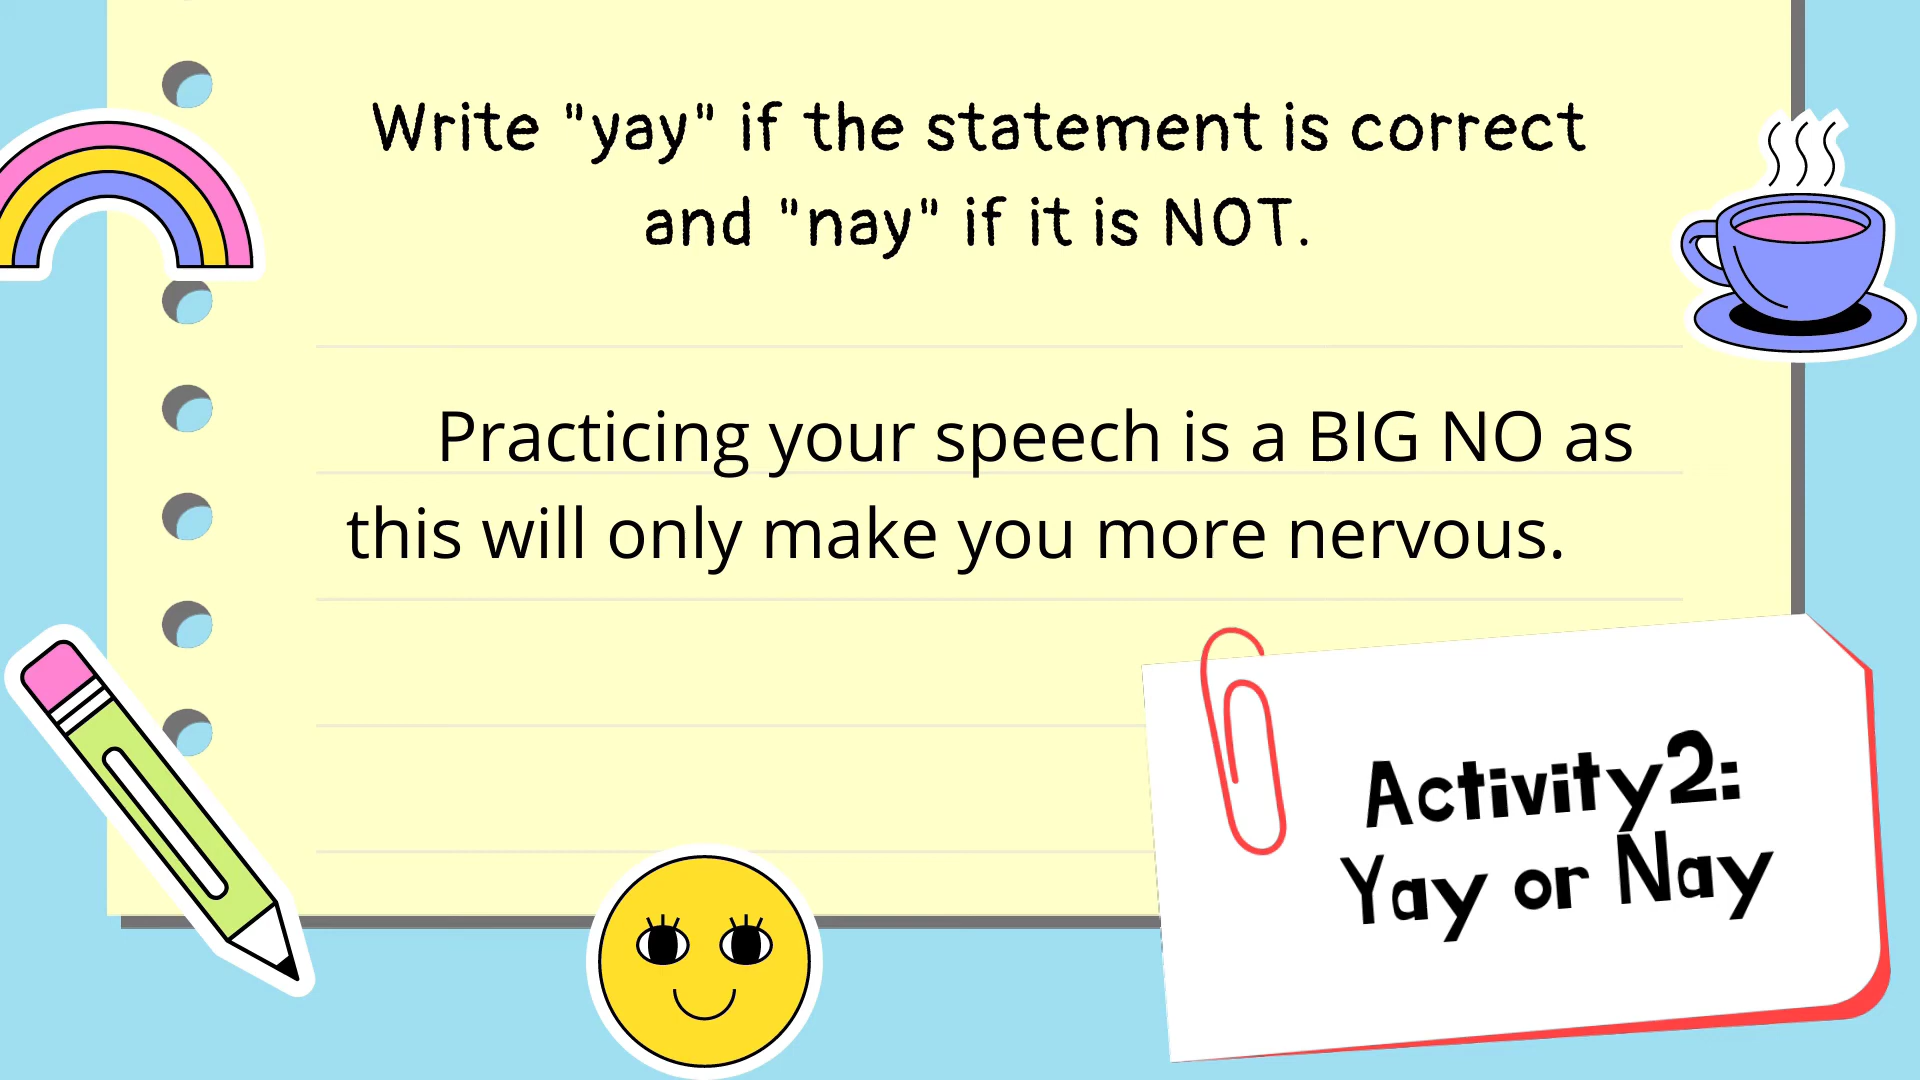 Write "yay" if the statement is correct
and "nay" if it is NOT.
Practicing your speech is a BIG NO as
this will only make you more nervous.
Activity2:
Yay or Nay